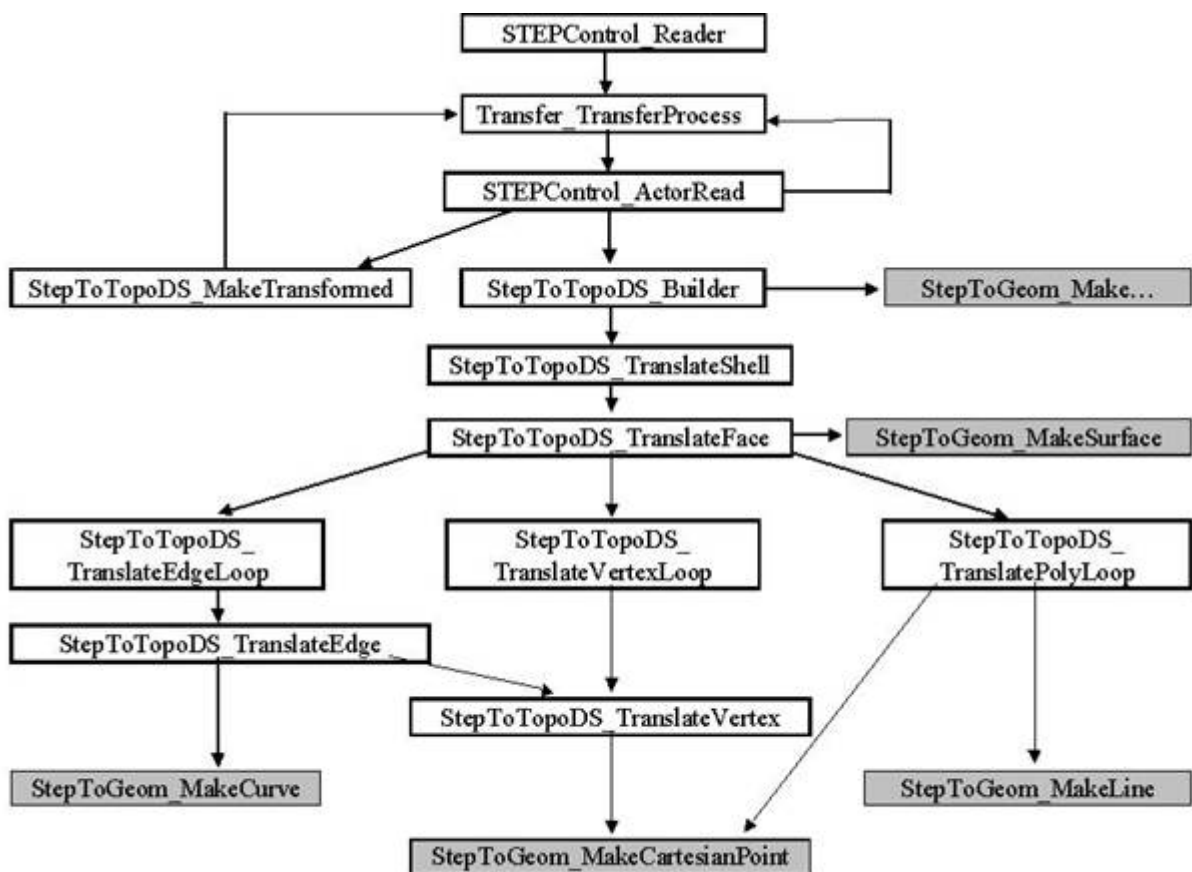 STEPControl_Reader
Transfer_TransferProcess
STEPControl_ActorRead
StepToTopoDS_MakeTransformed
StepToTopoDS_Builder
StepToGeom_Make...
StepToTopoDS_TranslateShell
StepToTopoDS_TranslateFace
StepToGeom_MakeSurface
StepToTopoDS_
TranslateEdgeLoop
StepToTopoDS_
TranslateVertexLoop
StepToTopoDS_
TranslatePolyLoop
StepToTopoDS_TranslateEdge
StepToTopoDS_TranslateVertex
StepToGeom_MakeCurve
StepToGeom_MakeLine
StepToGeom_MakeCartesianPoint